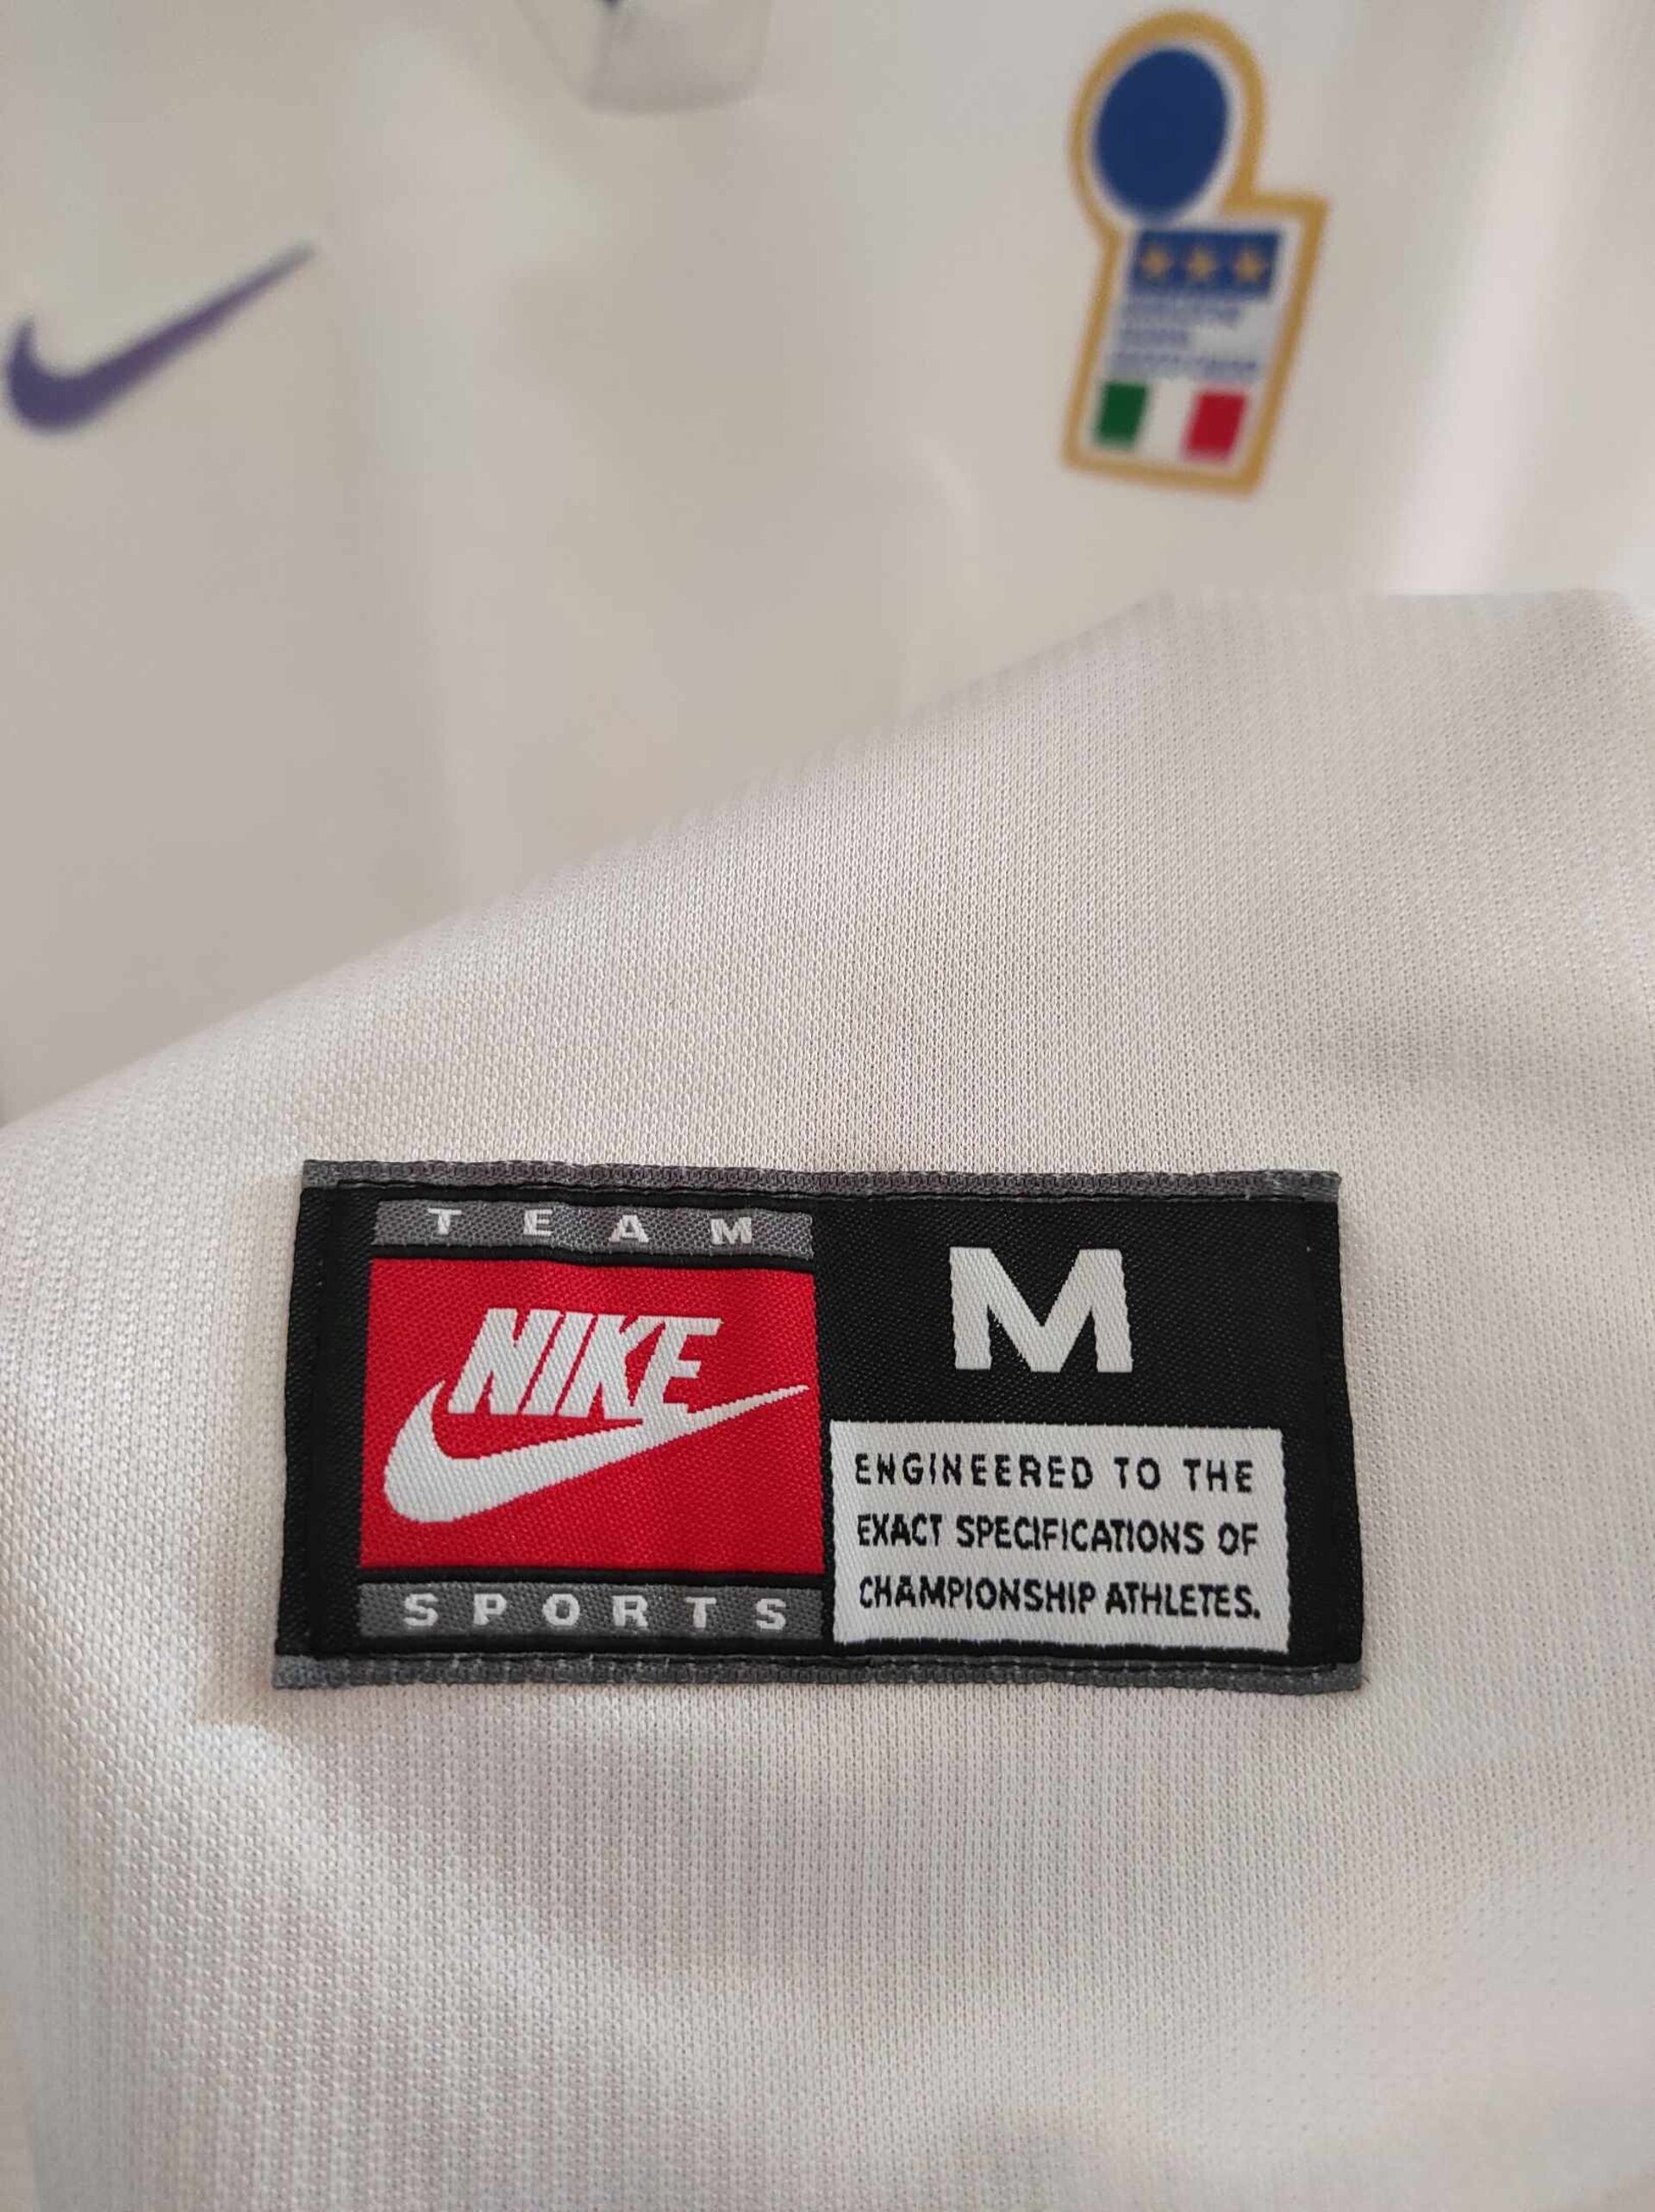 TEAM
NIKE
SPORTS
M
ENGINEERED TO THE
EXACT SPECIFICATIONS OF
CHAMPIONSHIP ATHLETES.